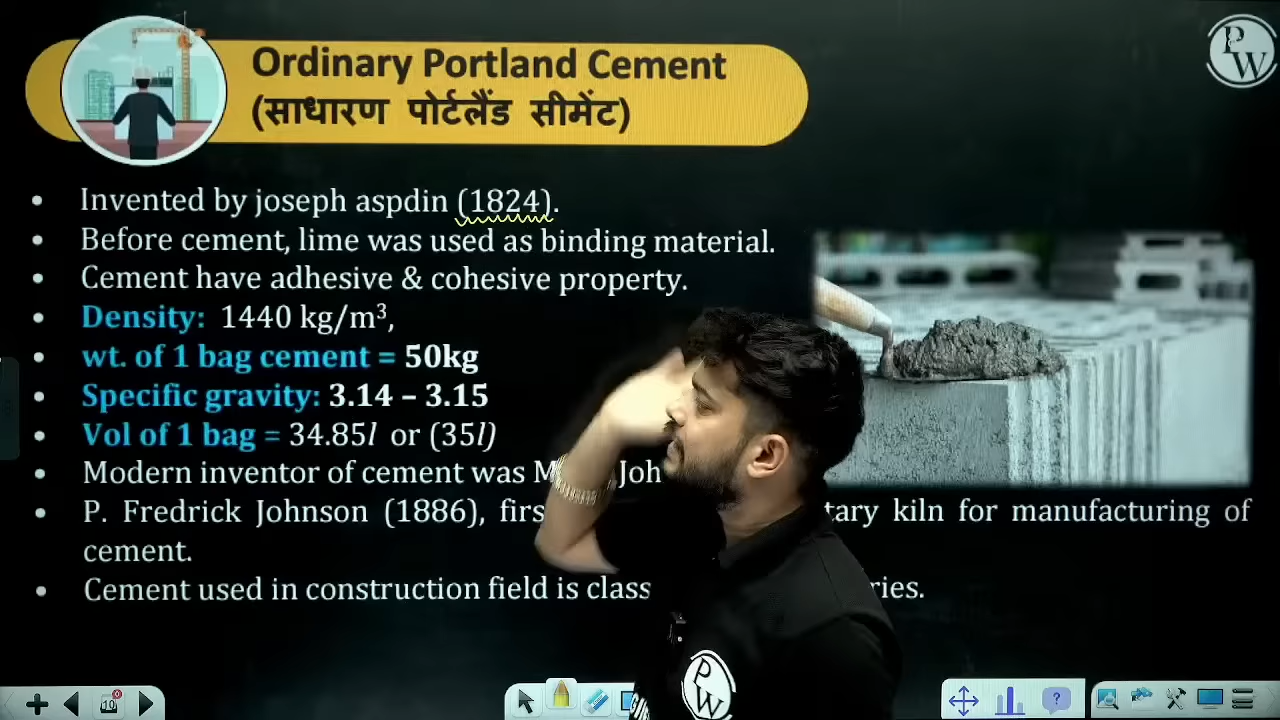 Ordinary Portland Cement
(साधारण पोर्टलैंड सीमेंट)
PW
• Invented by joseph aspdin (1824).
• Before cement, lime was used as binding material.
• Cement have adhesive & cohesive property.
• Density: 1440 kg/m³,
• wt. of 1 bag cement = 50kg
• Specific gravity: 3.14 – 3.15
• Vol of 1 bag = 34.85l or (35l)
• Modern inventor of cement was
• P. Fredrick Johnson (1886), kiln for manufacturing of
cement.
• Cement used in construction field is
PW
10